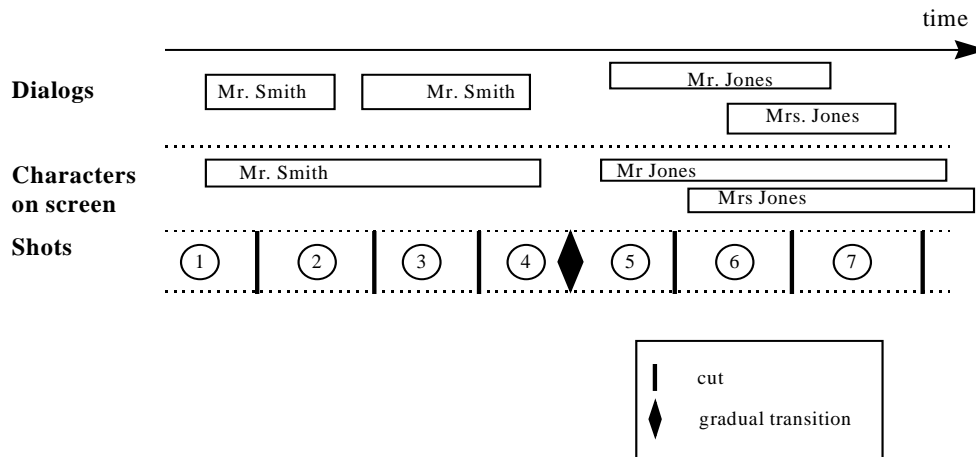 time
Dialogs
Mr. Smith
Mr. Smith
Mr. Jones
Mrs. Jones
Characters
on screen
Mr. Smith
Mr Jones
Mrs Jones
Shots
1
2
3
4
5
6
7
cut
gradual transition